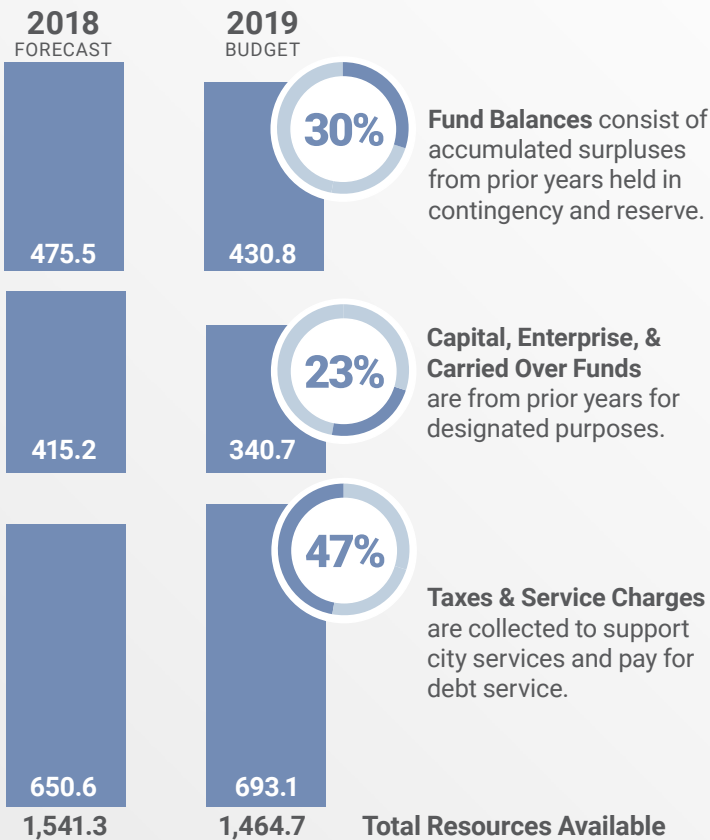 2018 2019
FORECAST BUDGET
30%
Fund Balances consist of
accumulated surpluses
from prior years held in
contingency and reserve.
475.5 430.8
23%
Capital, Enterprise, &
Carried Over Funds
are from prior years for
designated purposes.
415.2 340.7
47%
Taxes & Service Charges
are collected to support
city services and pay for
debt service.
650.6 693.1
1,541.3 1,464.7 Total Resources Available